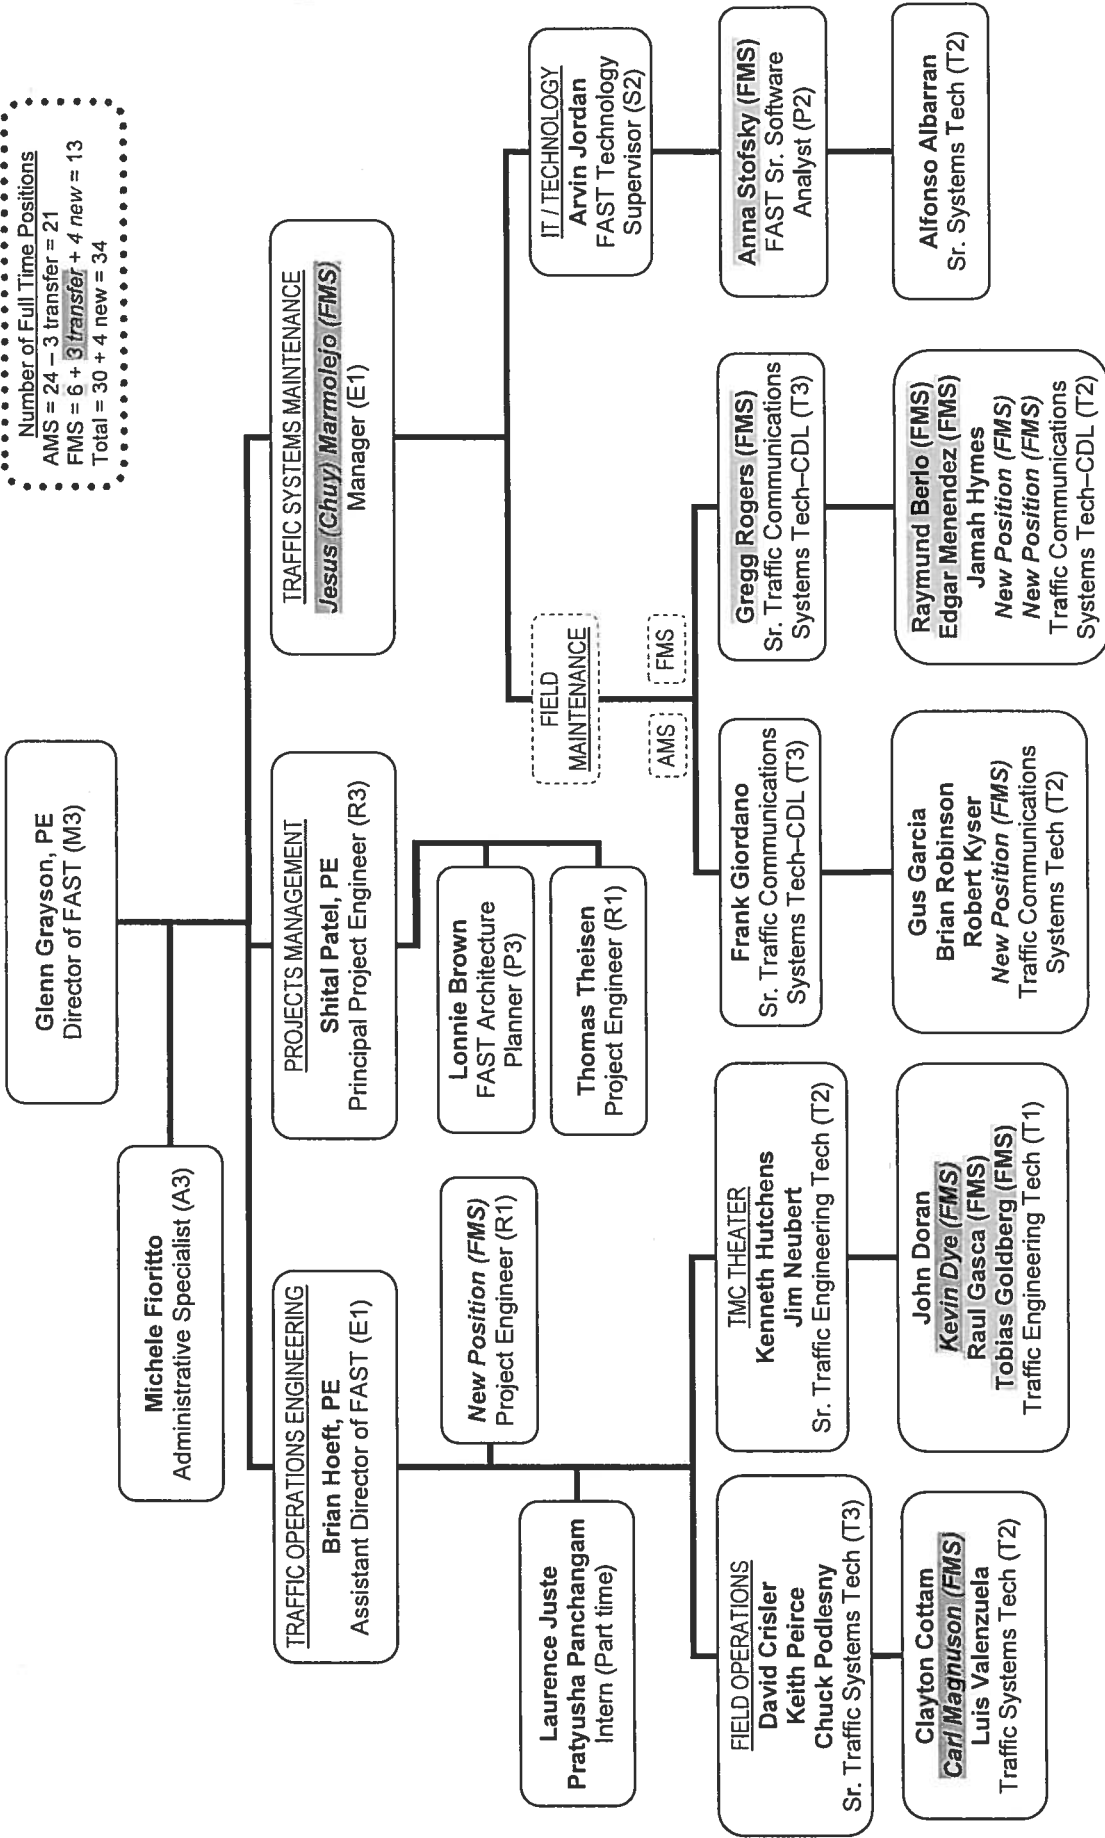 Number of Full Time Positions
AMS = 24 – 3 transfer = 21
FMS = 6 + 3 transfer + 4 new = 13
Total = 30 + 4 new = 34
Glenn Grayson, PE
Director of FAST (M3)
Michele Fioritto
Administrative Specialist (A3)
TRAFFIC OPERATIONS ENGINEERING
Brian Hoeft, PE
Assistant Director of FAST (E1)
PROJECTS MANAGEMENT
Shital Patel, PE
Principal Project Engineer (R3)
TRAFFIC SYSTEMS MAINTENANCE
Jesus (Chuy) Marmolejo (FMS)
Manager (E1)
New Position (FMS)
Project Engineer (R1)
Laurence Juste
Pratyusha Panchangam
Intern (Part time)
Lonnie Brown
FAST Architecture
Planner (P3)
Thomas Theisen
Project Engineer (R1)
FIELD
MAINTENANCE
AMS
FMS
IT / TECHNOLOGY
Arvin Jordan
FAST Technology
Supervisor (S2)
FIELD OPERATIONS
David Crisler
Keith Peirce
Chuck Podlesny
Sr. Traffic Systems Tech (T3)
TMC THEATER
Kenneth Hutchens
Jim Neubert
Sr. Traffic Engineering Tech (T2)
Frank Giordano
Sr. Traffic Communications
Systems Tech–CDL (T3)
Gregg Rogers (FMS)
Sr. Traffic Communications
Systems Tech–CDL (T3)
Anna Stofsky (FMS)
FAST Sr. Software
Analyst (P2)
Clayton Cottam
Carl Magnuson (FMS)
Luis Valenzuela
Traffic Systems Tech (T2)
John Doran
Kevin Dye (FMS)
Raul Gasca (FMS)
Tobias Goldberg (FMS)
Traffic Engineering Tech (T1)
Gus Garcia
Brian Robinson
Robert Kyser
New Position (FMS)
Traffic Communications
Systems Tech (T2)
Raymund Berlo (FMS)
Edgar Menendez (FMS)
Jamah Hymes
New Position (FMS)
New Position (FMS)
Traffic Communications
Systems Tech–CDL (T2)
Alfonso Albarran
Sr. Systems Tech (T2)